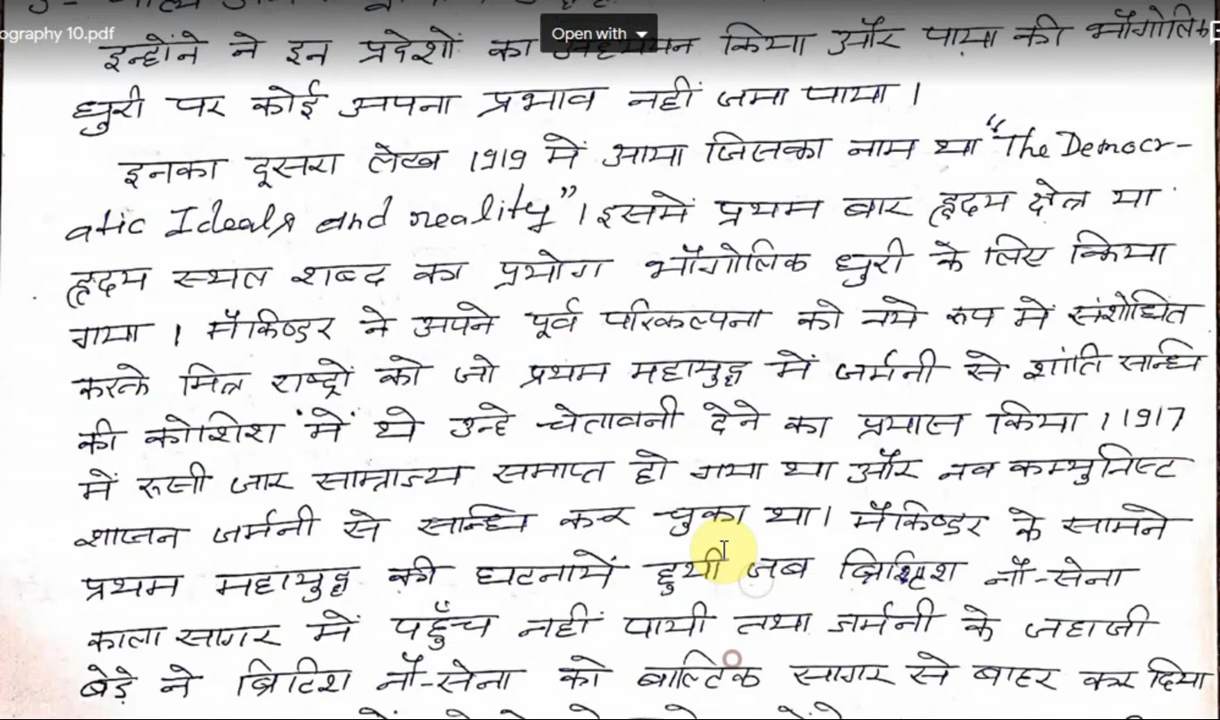 ography 10.pdf
Open with
इन्होंने ने इन प्रदेशों का अध्ययन किया और पाया की भौगोलिक
धुरी पर कोई अपना प्रभाव नहीं जमा पाया ।
इनका दूसरा लेख 1919 में आया जिसका नाम था "The Democr-
atic Ideals and reality" । इसमें प्रथम बार हृदय क्षेत्र या
हृदय स्थल शब्द का प्रयोग भौगोलिक धुरी के लिए किया
गया । मैकिण्डर ने अपने पूर्व परिकल्पना को नये रूप में संशोधित
करके मित्र राष्ट्रों को जो प्रथम महायुद्ध में जर्मनी से शांति सन्धि
की कोशिश में थे उन्हे चेतावनी देने का प्रयास किया । 1917
में रूसी जार साम्राज्य समाप्त हो गया था और नव कम्युनिस्ट
शासन जर्मनी से सन्धि कर चुका था। मैकिण्डर के सामने
प्रथम महायुद्ध की घटनायें हुयी जब ब्रिटिश नौ-सेना
काला सागर में पहुँच नहीं पायी तथा जर्मनी के जहाजी
बेड़े ने ब्रिटिश नौ-सेना को बाल्टिक सागर से बाहर कर दिया